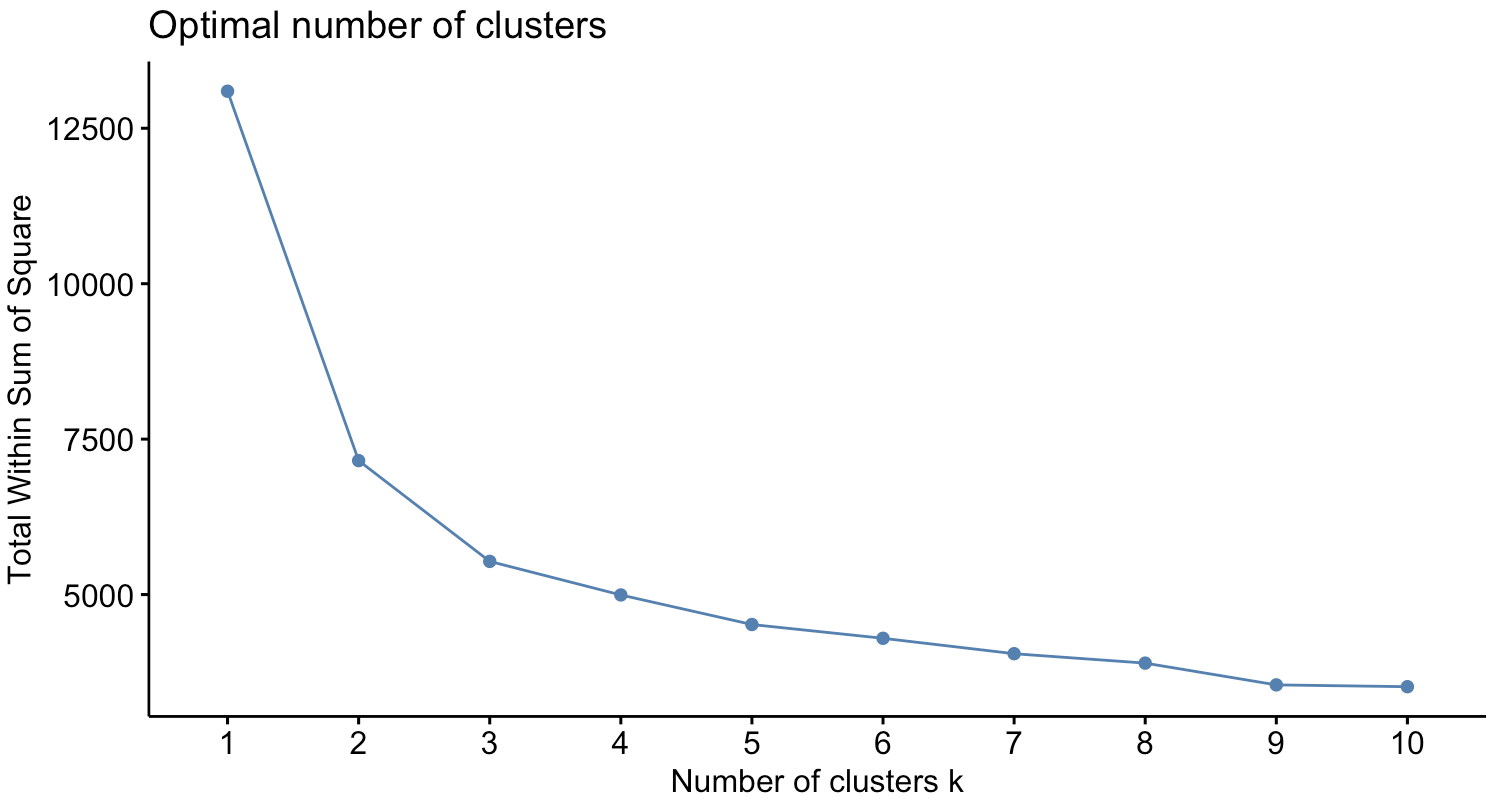 Optimal number of clusters
Total Within Sum of Square
12500
10000
7500
5000
1 2 3 4 5 6 7 8 9 10
Number of clusters k